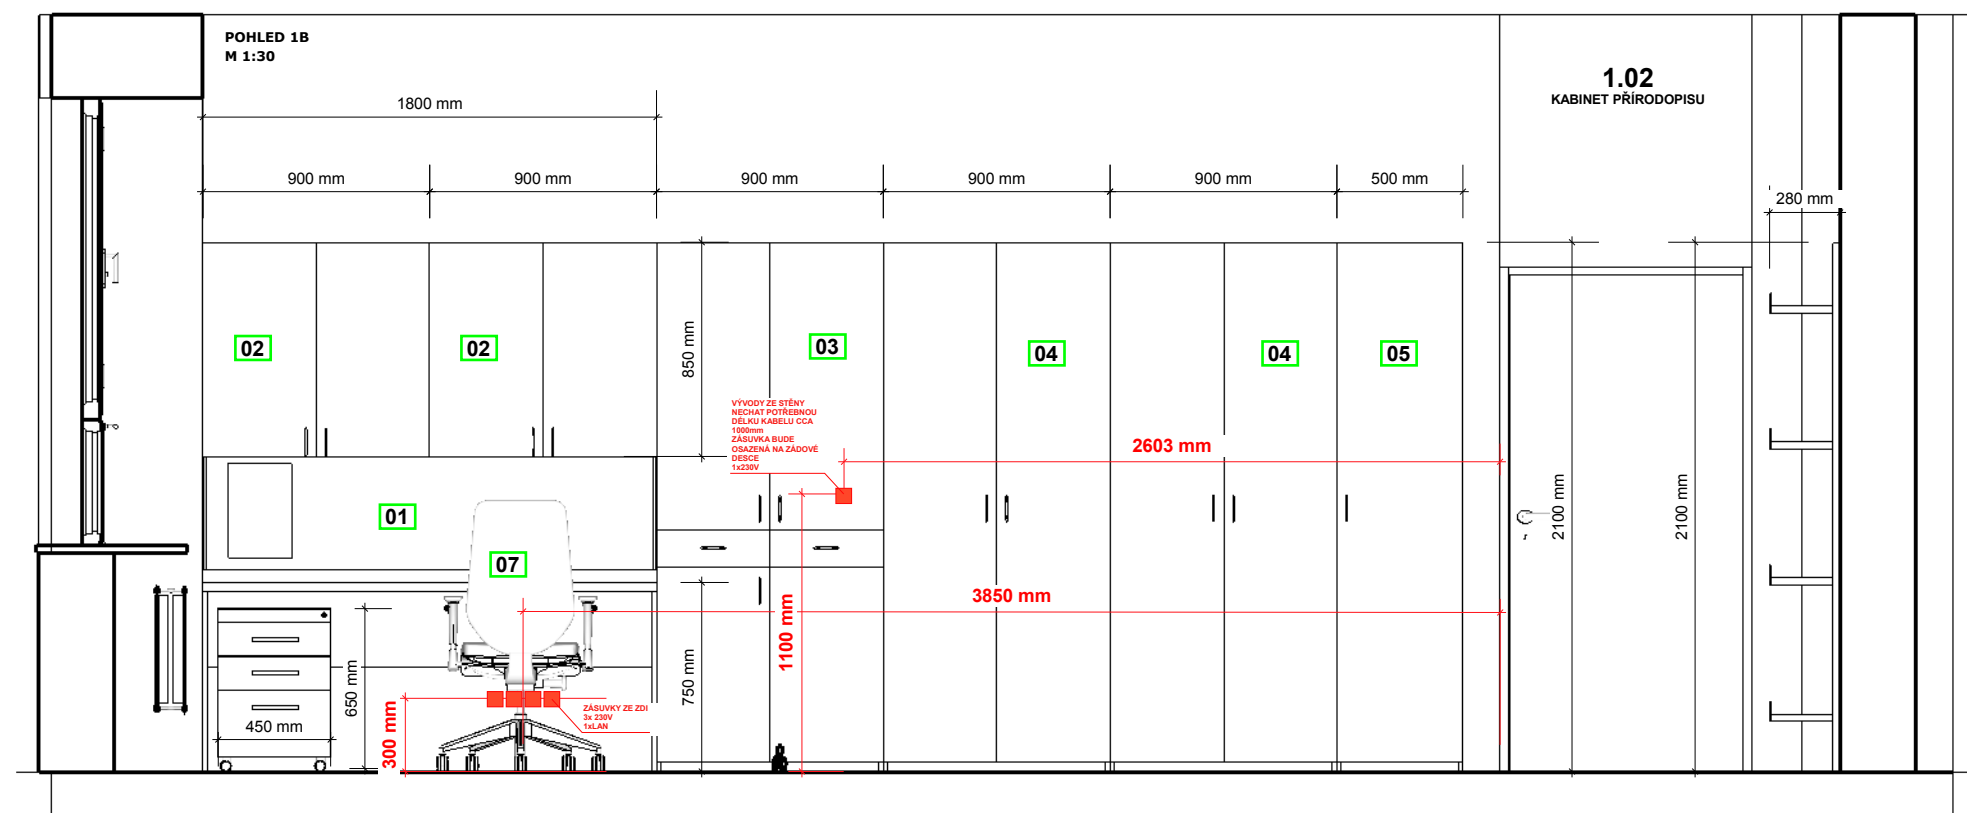 POHLED 1B
M 1:30
1.02
KABINET PŘÍRODOPISU
1800 mm
900 mm
900 mm
900 mm
900 mm
900 mm
500 mm
280 mm
02
02
03
04
04
05
850 mm
VÝVODY ZE STĚNY
NECHAT POTŘEBNOU
DÉLKU KABELU CCA
1000mm
ZÁSUVKA BUDE
OSAZENÁ NA ZÁDOVÉ
DESCE
1x230V
2603 mm
01
07
2100 mm
2100 mm
3850 mm
1100 mm
750 mm
650 mm
450 mm
300 mm
ZÁSUVKY ZE ZDI
3x 230V
1xLAN